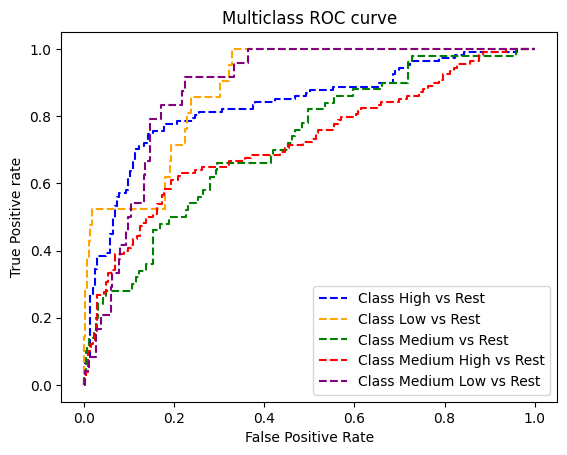 Multiclass ROC curve
True Positive rate
1.0
0.8
0.6
0.4
0.2
0.0
Class High vs Rest
Class Low vs Rest
Class Medium vs Rest
Class Medium High vs Rest
Class Medium Low vs Rest
0.0 0.2 0.4 0.6 0.8 1.0
False Positive Rate